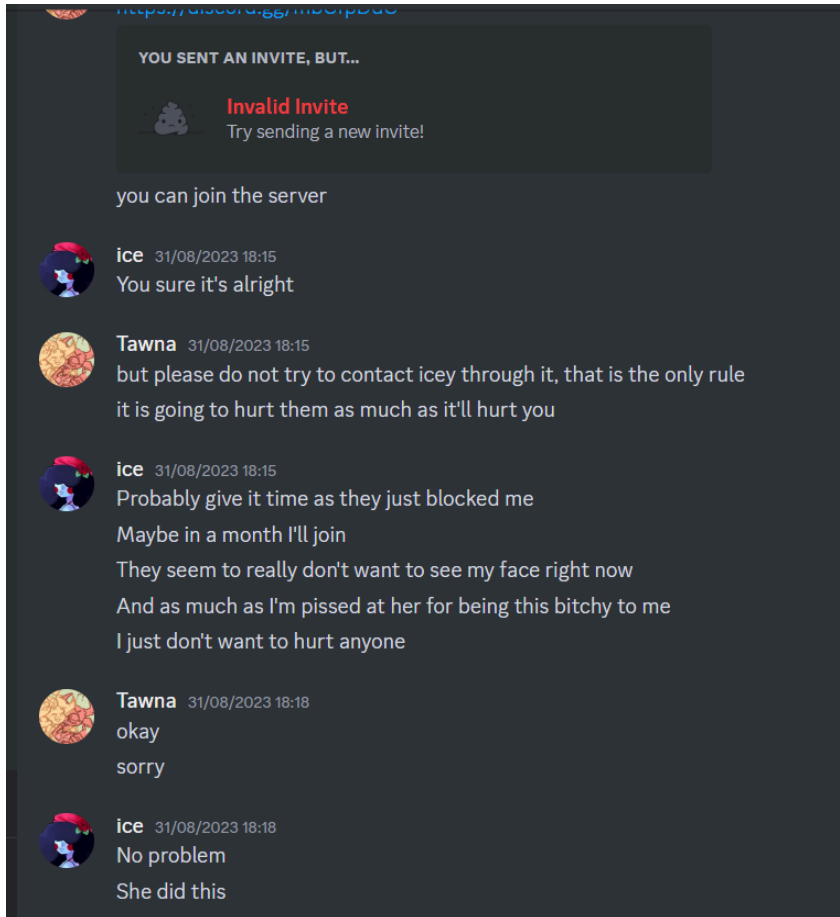 YOU SENT AN INVITE, BUT...
Invalid Invite
Try sending a new invite!
you can join the server
ice 31/08/2023 18:15
You sure it's alright
Tawna 31/08/2023 18:15
but please do not try to contact icey through it, that is the only rule
it is going to hurt them as much as it'll hurt you
ice 31/08/2023 18:15
Probably give it time as they just blocked me
Maybe in a month I'll join
They seem to really don't want to see my face right now
And as much as I'm pissed at her for being this bitchy to me
I just don't want to hurt anyone
Tawna 31/08/2023 18:18
okay
sorry
ice 31/08/2023 18:18
No problem
She did this